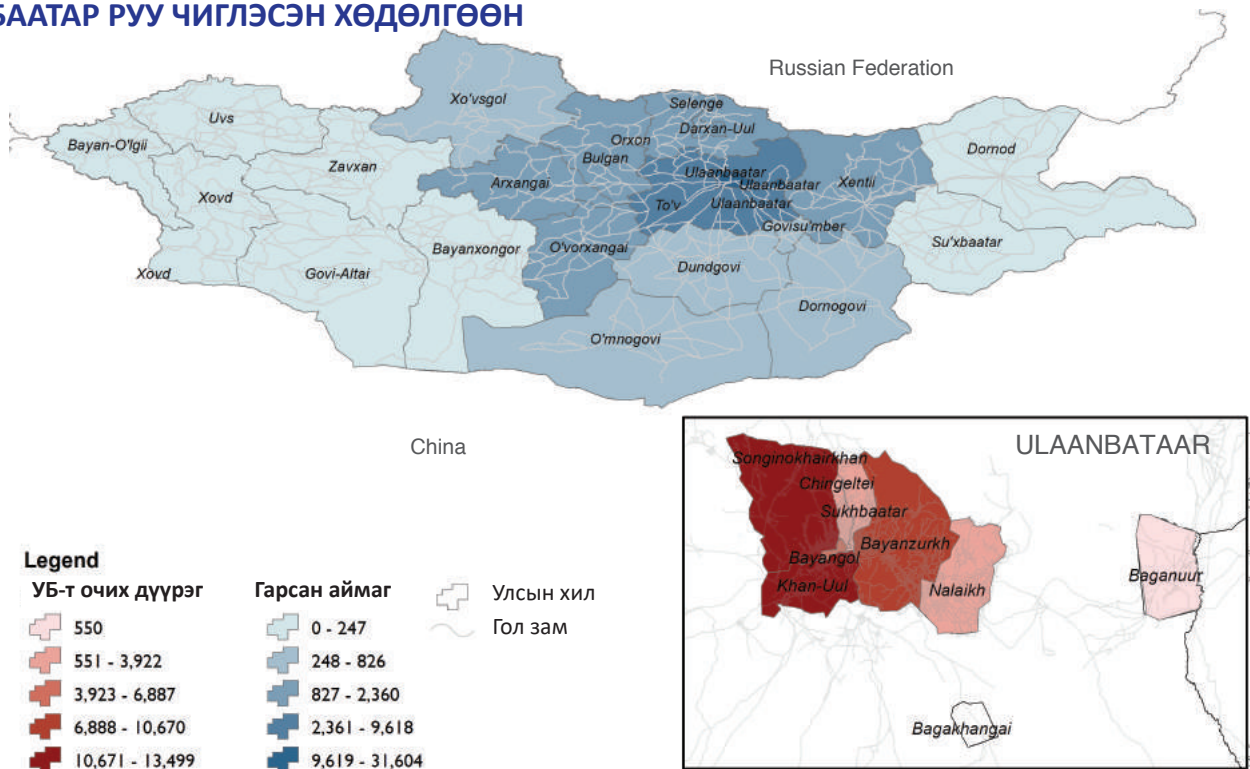 БААТАР РУУ ЧИГЛЭСЭН ХӨДӨЛГӨӨН
Russian Federation
Xo'vsgol
Selenge
Uvs
Darxan-Uul
Orxon
Bayan-O'lgii
Dornod
Zavxan
Bulgan
Ulaanbaatar
Arxangai
Ulaanbaatar
Xentii
Xovd
To'v
Ulaanbaatar
Govisu'mber
Bayanxongor
O'vorxangai
Su'xbaatar
Xovd
Govi-Altai
Dundgovi
Dornogovi
O'mnogovi
China
ULAANBATAAR
Songinokhairkhan
Chingeltei
Sukhbaatar
Bayanzurkh
Bayangol
Khan-Uul
Nalaikh
Baganuur
Bagakhangai
Legend
УБ-т очих дүүрэг
550
551 - 3,922
3,923 - 6,887
6,888 - 10,670
10,671 - 13,499
Гарсан аймаг
0 - 247
248 - 826
827 - 2,360
2,361 - 9,618
9,619 - 31,604
Улсын хил
Гол зам